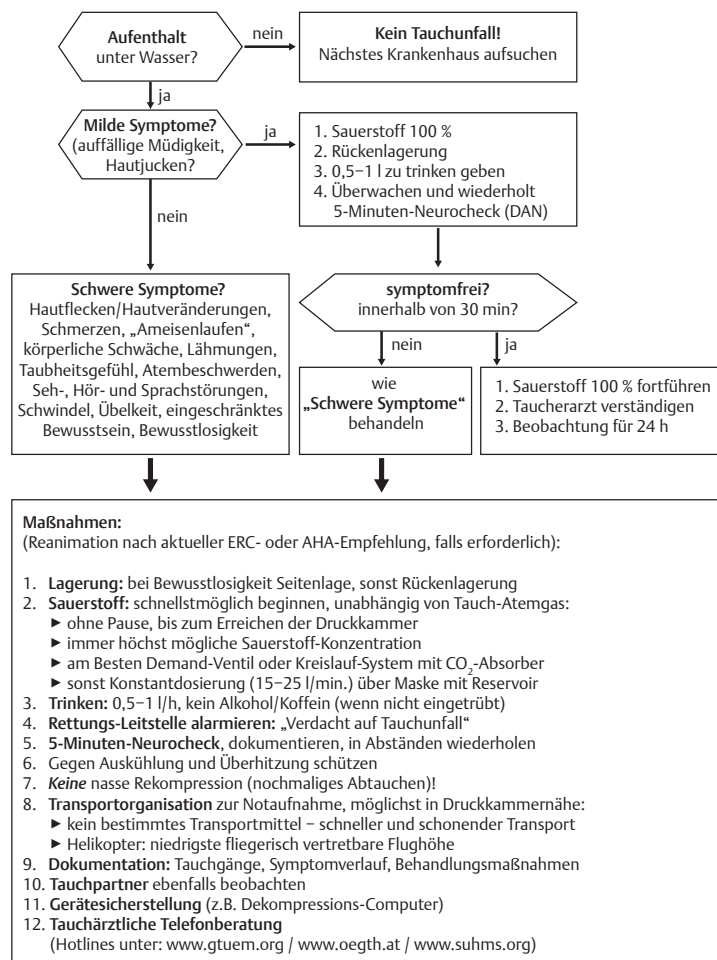 Aufenthalt
unter Wasser?
nein
Kein Tauchunfall!
Nächstes Krankenhaus aufsuchen
ja
Milde Symptome?
(auffällige Müdigkeit,
Hautjucken?
ja
1. Sauerstoff 100 %
2. Rückenlagerung
3. 0,5–1 l zu trinken geben
4. Überwachen und wiederholt
5-Minuten-Neurocheck (DAN)
nein
Schwere Symptome?
Hautflecken/Hautveränderungen,
Schmerzen, „Ameisenlaufen“,
körperliche Schwäche, Lähmungen,
Taubheitsgefühl, Atembeschwerden,
Seh-, Hör- und Sprachstörungen,
Schwindel, Übelkeit, eingeschränktes
Bewusstsein, Bewusstlosigkeit
symptomfrei?
innerhalb von 30 min?
nein
ja
wie
„Schwere Symptome“
behandeln
1. Sauerstoff 100 % fortführen
2. Taucherarzt verständigen
3. Beobachtung für 24 h
Maßnahmen:
(Reanimation nach aktueller ERC- oder AHA-Empfehlung, falls erforderlich):
1. Lagerung: bei Bewusstlosigkeit Seitenlage, sonst Rückenlagerung
2. Sauerstoff: schnellstmöglich beginnen, unabhängig von Tauch-Atemgas:
► ohne Pause, bis zum Erreichen der Druckkammer
► immer höchst mögliche Sauerstoff-Konzentration
► am Besten Demand-Ventil oder Kreislauf-System mit CO₂-Absorber
► sonst Konstantdosierung (15–25 l/min.) über Maske mit Reservoir
3. Trinken: 0,5–1 l/h, kein Alkohol/Koffein (wenn nicht eingetrübt)
4. Rettungs-Leitstelle alarmieren: „Verdacht auf Tauchunfall“
5. 5-Minuten-Neurocheck, dokumentieren, in Abständen wiederholen
6. Gegen Auskühlung und Überhitzung schützen
7. Keine nasse Rekompression (nochmaliges Abtauchen)!
8. Transportorganisation zur Notaufnahme, möglichst in Druckkammernähe:
► kein bestimmtes Transportmittel – schneller und schonender Transport
► Helikopter: niedrigste fliegerisch vertretbare Flughöhe
9. Dokumentation: Tauchgänge, Symptomverlauf, Behandlungsmaßnahmen
10. Tauchpartner ebenfalls beobachten
11. Gerätesicherstellung (z.B. Dekompressions-Computer)
12. Tauchärztliche Telefonberatung
(Hotlines unter: www.gtuem.org / www.oegth.at / www.suhms.org)